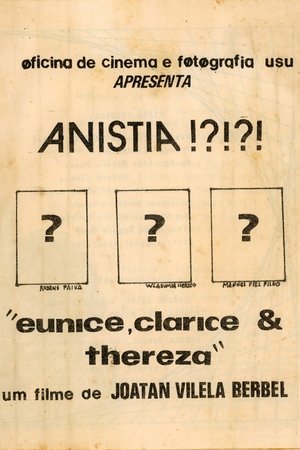 oficina de cinema e fotografia usu
APRESENTA
ANISTIA !?!?!
? ? ?
RUBENS PAIVA WLADIMIR HERZOG MANOEL FIEL FILHO
"eunice, clarice &
thereza"
um filme de JOATAN VILELA BERBEL